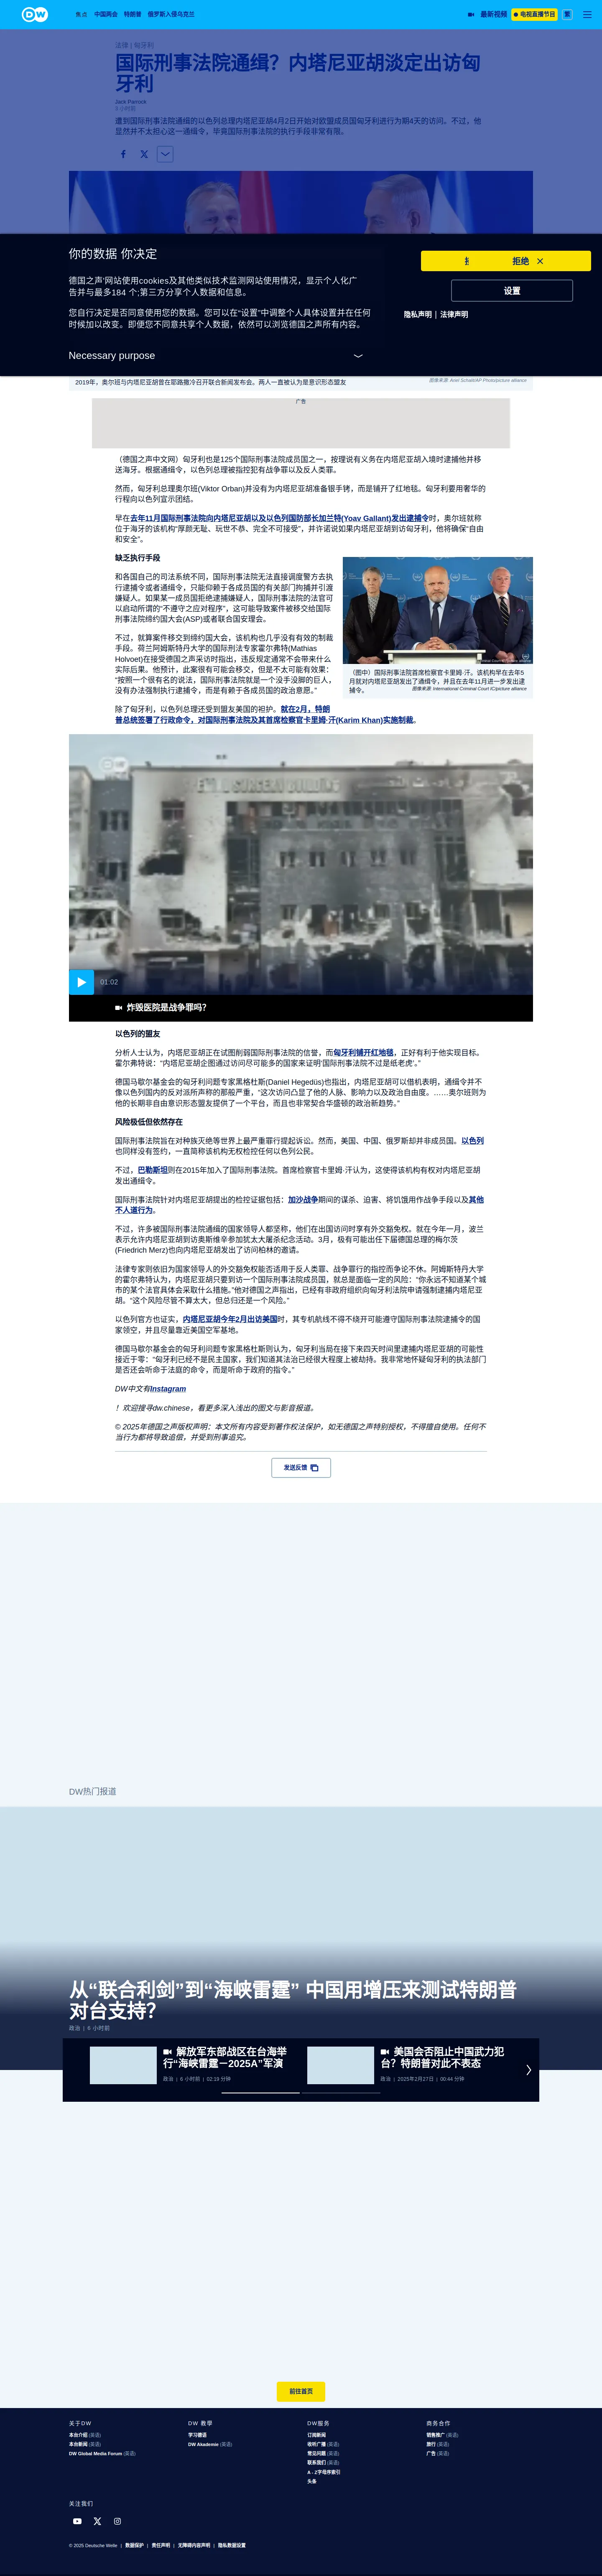 DW
焦点 中国两会 特朗普 俄罗斯入侵乌克兰
最新视频 电视直播节目 繁
法律 | 匈牙利
国际刑事法院通缉？内塔尼亚胡淡定出访匈
牙利
Jack Parrock
遭到国际刑事法院通缉的以色列总理内塔尼亚胡4月2日开始对欧盟成员国匈牙利进行为期4天的访问。不过，他
显然并不太担心这一通缉令，毕竟国际刑事法院的执行手段非常有限。
你的数据 你决定
拒绝
德国之声'网站使用cookies及其他类似技术监测网站使用情况，显示个人化广
告并与最多184 个;第三方分享个人数据和信息。
设置
您自行决定是否同意使用您的数据。您可以在“设置”中调整个人具体设置并在任何
时候加以改变。即便您不同意共享个人数据，依然可以浏览德国之声所有内容。
隐私声明 | 法律声明
Necessary purpose
2019年，奥尔班与内塔尼亚胡曾在耶路撒冷召开联合新闻发布会。两人一直被认为是意识形态盟友
图像来源: Ariel Schalit/AP Photo/picture alliance
广告
（德国之声中文网）匈牙利也是125个国际刑事法院成员国之一，按理说有义务在内塔尼亚胡入境时逮捕他并移
送海牙。根据通缉令，以色列总理被指控犯有战争罪以及反人类罪。
然而，匈牙利总理奥尔班(Viktor Orban)并没有为内塔尼亚胡准备银手铐，而是铺开了红地毯。匈牙利要用奢华的
行程向以色列宣示团结。
早在去年11月国际刑事法院向内塔尼亚胡以及以色列国防部长加兰特(Yoav Gallant)发出逮捕令时，奥尔班就称
位于海牙的该机构“厚颜无耻、玩世不恭、完全不可接受”，并许诺说如果内塔尼亚胡到访匈牙利，他将确保“自由
和安全”。
缺乏执行手段
和各国自己的司法系统不同，国际刑事法院无法直接调度警方去执
行逮捕令或者通缉令，只能仰赖于各成员国的有关部门拘捕并引渡
嫌疑人。如果某一成员国拒绝逮捕嫌疑人，国际刑事法院的法官可
以启动所谓的“不遵守之应对程序”，这可能导致案件被移交给国际
刑事法院缔约国大会(ASP)或者联合国安理会。
（图中）国际刑事法院首席检察官卡里姆·汗。该机构早在去年5
月就对内塔尼亚胡发出了通缉令，并且在去年11月进一步发出逮
捕令。
图像来源: International Criminal Court ICip/cture alliance
不过，就算案件移交到缔约国大会，该机构也几乎没有有效的制裁
手段。荷兰阿姆斯特丹大学的国际刑法专家霍尔弗特(Mathias
Holvoet)在接受德国之声采访时指出，违反规定通常不会带来什么
实际后果。他预计，此案很有可能会移交，但是不太可能有效果：
“按照一个很有名的说法，国际刑事法院就是一个没手没脚的巨人，
没有办法强制执行逮捕令，而是有赖于各成员国的政治意愿。”
除了匈牙利，以色列总理还受到盟友美国的袒护。就在2月，特朗
普总统签署了行政命令，对国际刑事法院及其首席检察官卡里姆·汗(Karim Khan)实施制裁。
01:02
炸毁医院是战争罪吗？
以色列的盟友
分析人士认为，内塔尼亚胡正在试图削弱国际刑事法院的信誉，而匈牙利铺开红地毯，正好有利于他实现目标。
霍尔弗特说：“内塔尼亚胡企图通过访问尽可能多的国家来证明‘国际刑事法院不过是纸老虎’。”
德国马歇尔基金会的匈牙利问题专家黑格杜斯(Daniel Hegedüs)也指出，内塔尼亚胡可以借机表明，通缉令并不
像以色列国内的反对派所声称的那般严重，“这次访问凸显了他的人脉、影响力以及政治自由度。……奥尔班则为
他的长期非自由意识形态盟友提供了一个平台，而且也非常契合华盛顿的政治新趋势。”
风险极低但依然存在
国际刑事法院旨在对种族灭绝等世界上最严重罪行提起诉讼。然而，美国、中国、俄罗斯却并非成员国。以色列
也同样没有签约，一直简称该机构无权检控任何以色列公民。
不过，巴勒斯坦则在2015年加入了国际刑事法院。首席检察官卡里姆·汗认为，这使得该机构有权对内塔尼亚胡
发出通缉令。
国际刑事法院针对内塔尼亚胡提出的检控证据包括：加沙战争期间的谋杀、迫害、将饥饿用作战争手段以及其他
不人道行为。
不过，许多被国际刑事法院通缉的国家领导人都坚称，他们在出国访问时享有外交豁免权。就在今年一月，波兰
表示允许内塔尼亚胡到访奥斯维辛参加犹太大屠杀纪念活动。3月，极有可能出任下届德国总理的梅尔茨
(Friedrich Merz)也向内塔尼亚胡发出了访问柏林的邀请。
法律专家则依旧为国家领导人的外交豁免权能否适用于反人类罪、战争罪行的指控而争论不休。阿姆斯特丹大学
的霍尔弗特认为，内塔尼亚胡只要到访一个国际刑事法院成员国，就总是面临一定的风险：“你永远不知道某个城
市的某个法官具体会采取什么措施。”他对德国之声指出，已经有非政府组织向匈牙利法院申请强制逮捕内塔尼亚
胡。“这个风险尽管不算太大，但总归还是一个风险。”
以色列官方也证实，内塔尼亚胡今年2月出访美国时，其专机航线不得不绕开可能遵守国际刑事法院逮捕令的国
家领空，并且尽量靠近美国空军基地。
德国马歇尔基金会的匈牙利问题专家黑格杜斯则认为，匈牙利当局在接下来四天时间里逮捕内塔尼亚胡的可能性
接近于零：“匈牙利已经不是民主国家，我们知道其法治已经很大程度上被劫持。我非常地怀疑匈牙利的执法部门
是否还会听命于法庭的命令，而是听命于政府的指令。”
DW中文有Instagram
！欢迎搜寻dw.chinese，看更多深入浅出的图文与影音报道。
© 2025年德国之声版权声明：本文所有内容受到著作权法保护，如无德国之声特别授权，不得擅自使用。任何不
当行为都将导致追偿，并受到刑事追究。
发送反馈
DW热门报道
从“联合利剑”到“海峡雷霆” 中国用增压来测试特朗普
对台支持？
政治 | 6 小时前
解放军东部战区在台海举
行“海峡雷霆－2025A”军演
政治 | 6 小时前 | 02:19 分钟
美国会否阻止中国武力犯
台？特朗普对此不表态
政治 | 2025年2月27日 | 00:44 分钟
前往首页
关于DW
本台介绍 (英语)
本台新闻 (英语)
DW Global Media Forum (英语)
DW 教學
学习德语
DW Akademie (英语)
DW服务
订阅新闻
收听广播 (英语)
常见问题 (英语)
联系我们 (英语)
A - Z字母序索引
头条
商务合作
销售推广 (英语)
旅行 (英语)
广告 (英语)
关注我们
© 2025 Deutsche Welle | 数据保护 | 责任声明 | 无障碍内容声明 | 隐私数据设置